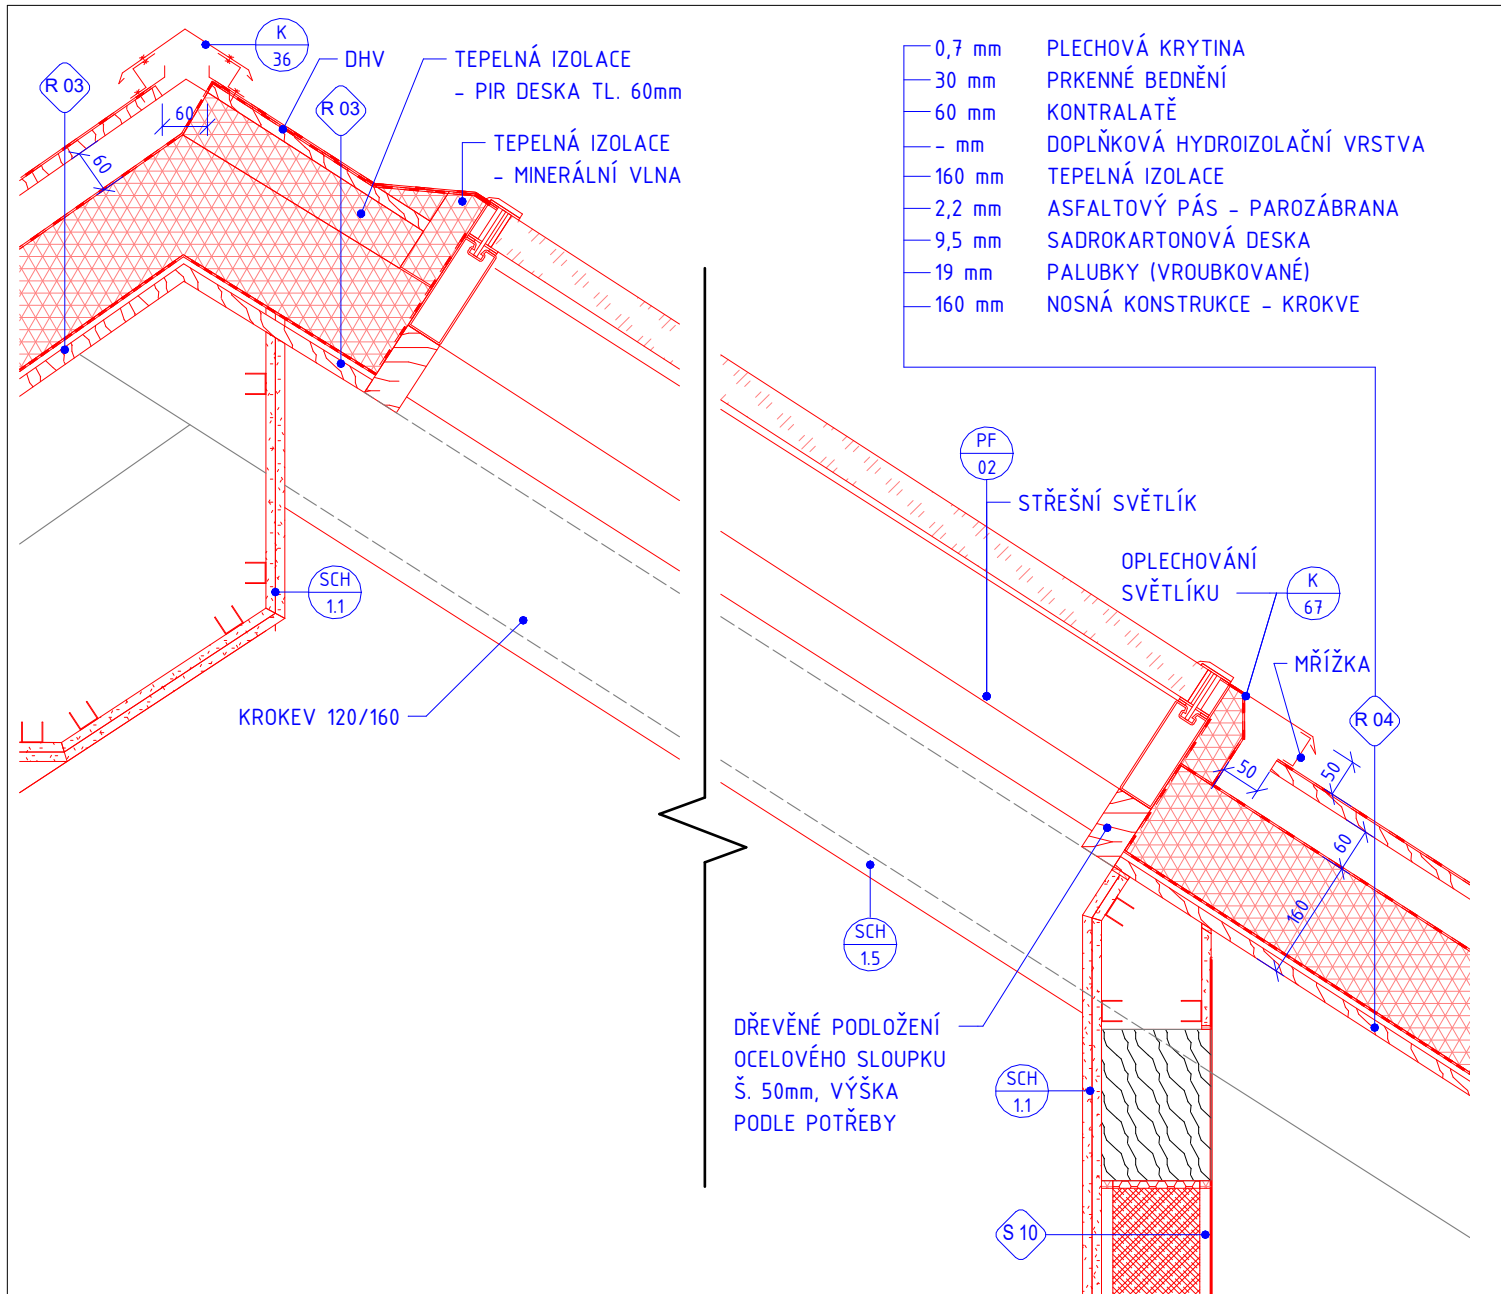 K
36
DHV
TEPELNÁ IZOLACE
- PIR DESKA TL. 60mm
R 03
R 03
60
60
TEPELNÁ IZOLACE
- MINERÁLNÍ VLNA
0,7 mm PLECHOVÁ KRYTINA
30 mm PRKENNÉ BEDNĚNÍ
60 mm KONTRALATĚ
- mm DOPLŇKOVÁ HYDROIZOLAČNÍ VRSTVA
160 mm TEPELNÁ IZOLACE
2,2 mm ASFALTOVÝ PÁS - PAROZÁBRANA
9,5 mm SADROKARTONOVÁ DESKA
19 mm PALUBKY (VROUBKOVANÉ)
160 mm NOSNÁ KONSTRUKCE - KROKVE
PF
02
STŘEŠNÍ SVĚTLÍK
OPLECHOVÁNÍ
SVĚTLÍKU
K
67
MŘÍŽKA
R 04
50
50
60
160
SCH
1.1
KROKEV 120/160
SCH
1.5
DŘEVĚNÉ PODLOŽENÍ
OCELOVÉHO SLOUPKU
Š. 50mm, VÝŠKA
PODLE POTŘEBY
SCH
1.1
S 10